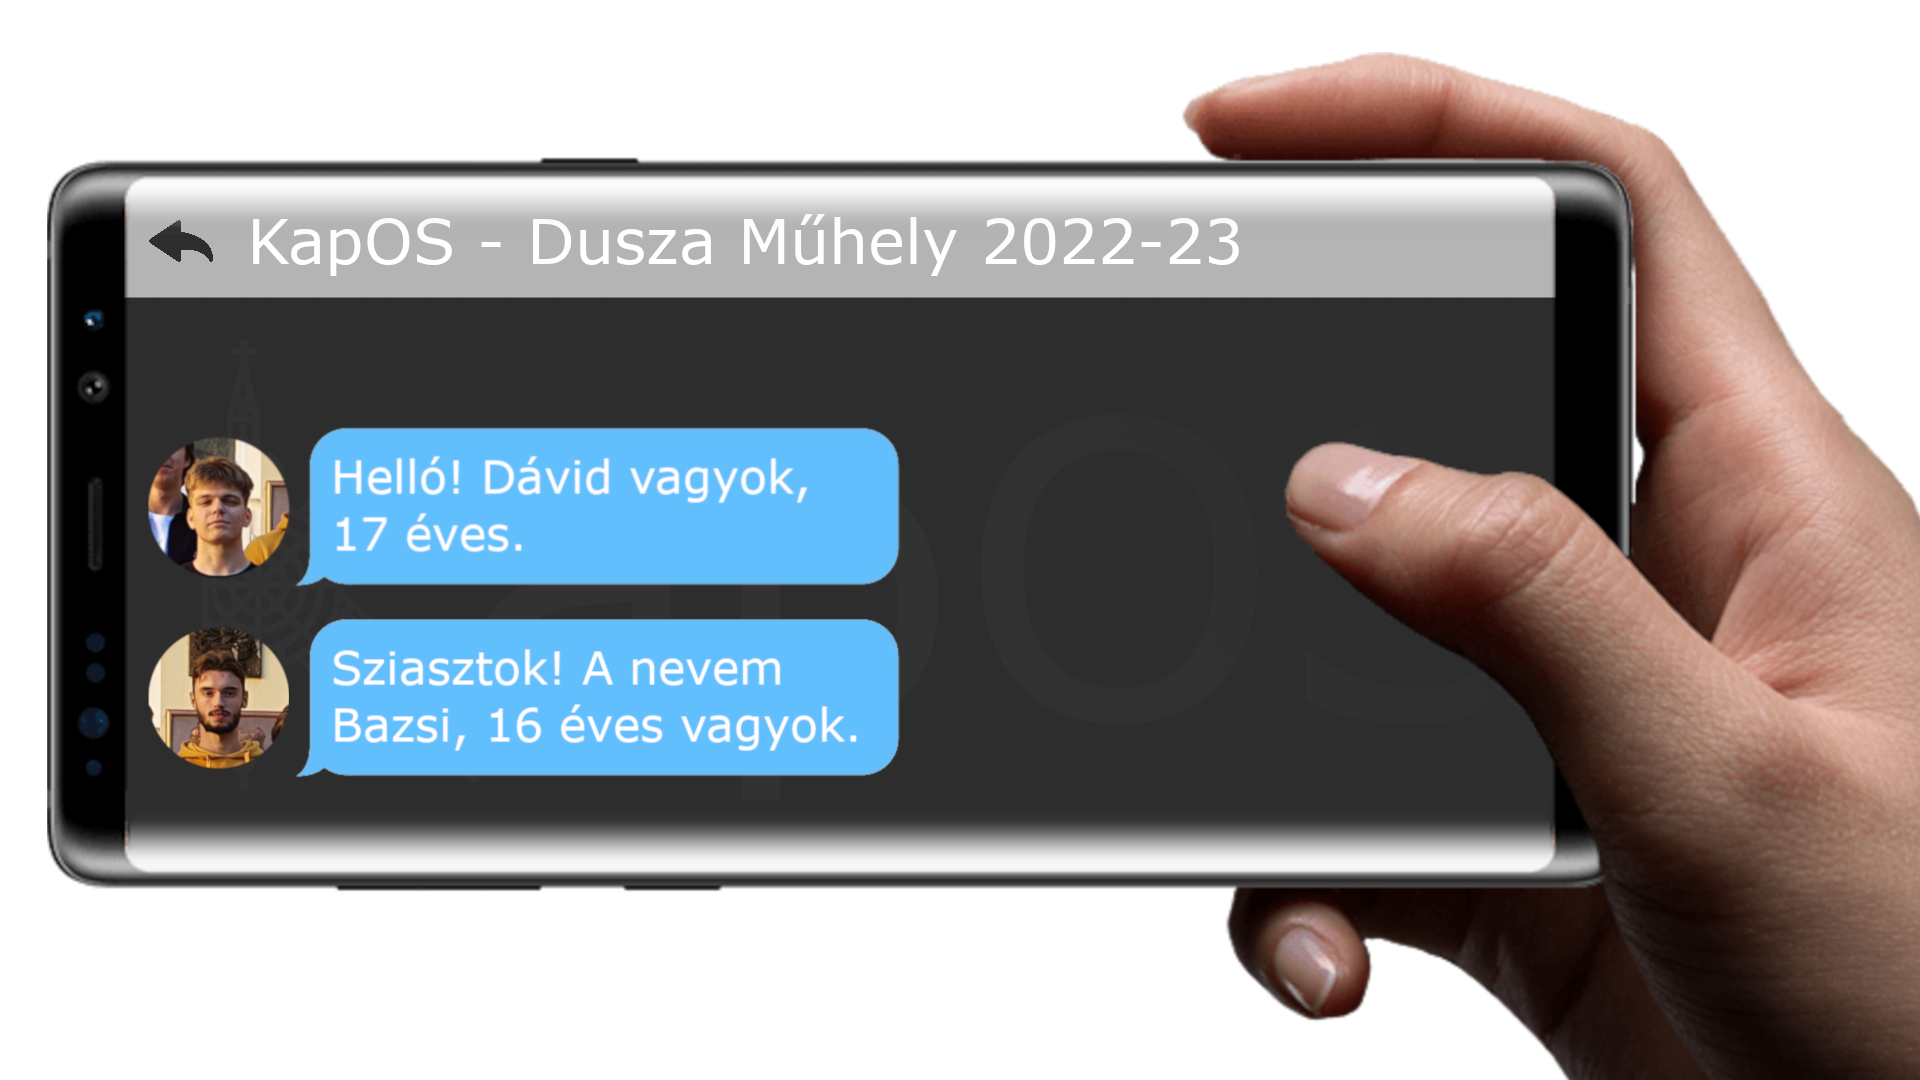 KapOS - Dusza Műhely 2022-23
Helló! Dávid vagyok,
17 éves.
Sziasztok! A nevem
Bazsi, 16 éves vagyok.